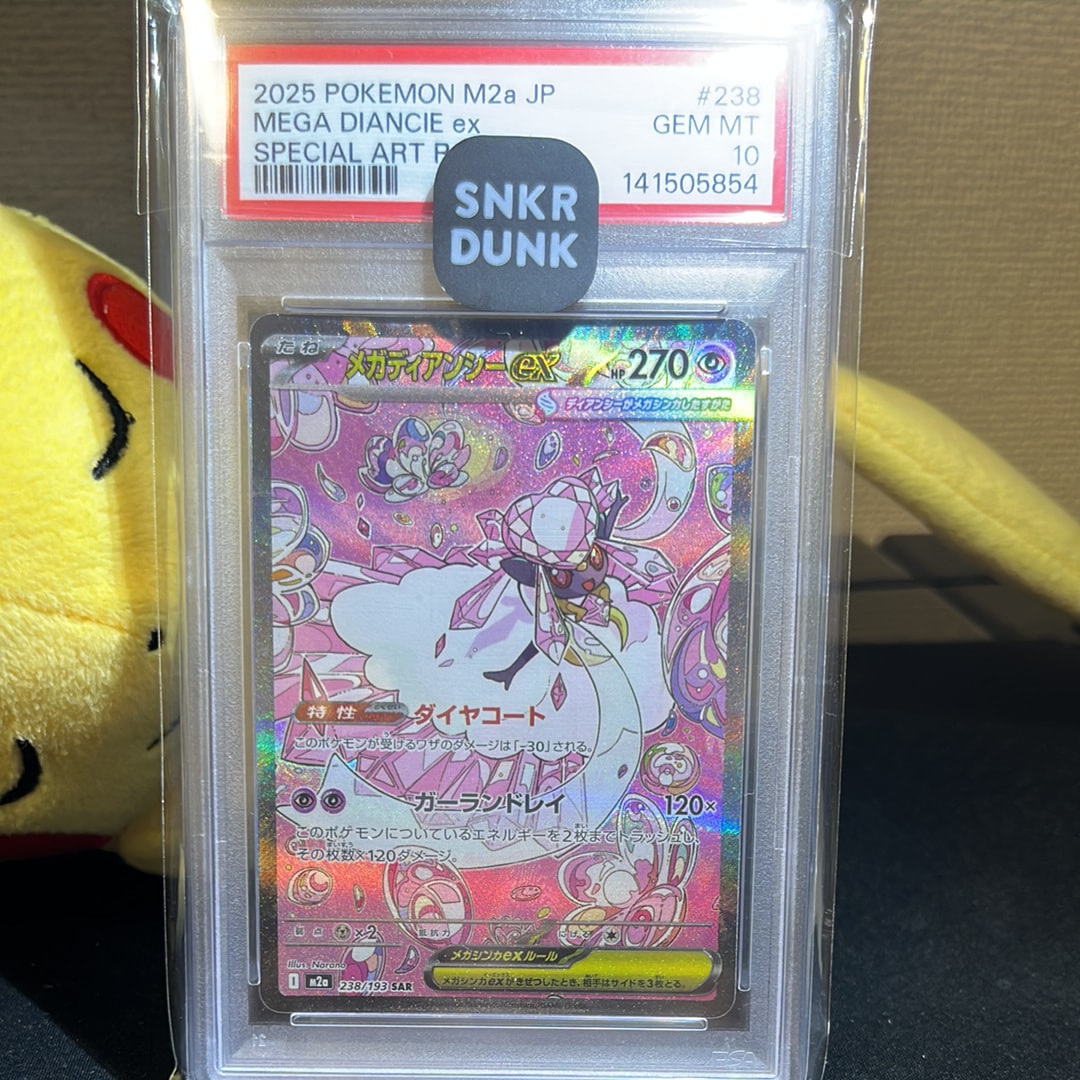 2025 POKEMON M2a JP
#238
MEGA DIANCIE ex
GEM MT
SPECIAL ART R
10
141505854
SNKR
DUNK
たね
メガディアンシーex
HP 270
ディアンシーがメガシンカしたすがた
特性
ダイヤコート
このポケモンが受けるワザのダメージは「-30」される。
ガーランドレイ
120×
このポケモンについているエネルギーを2枚までトラッシュし、
その枚数×120ダメージ。
弱点
×2
抵抗力
にげる
メガシンカexルール
Illus. Narano
メガシンカexがきぜつしたとき、相手はサイドを3枚とる。
I m2a 238/193 SAR